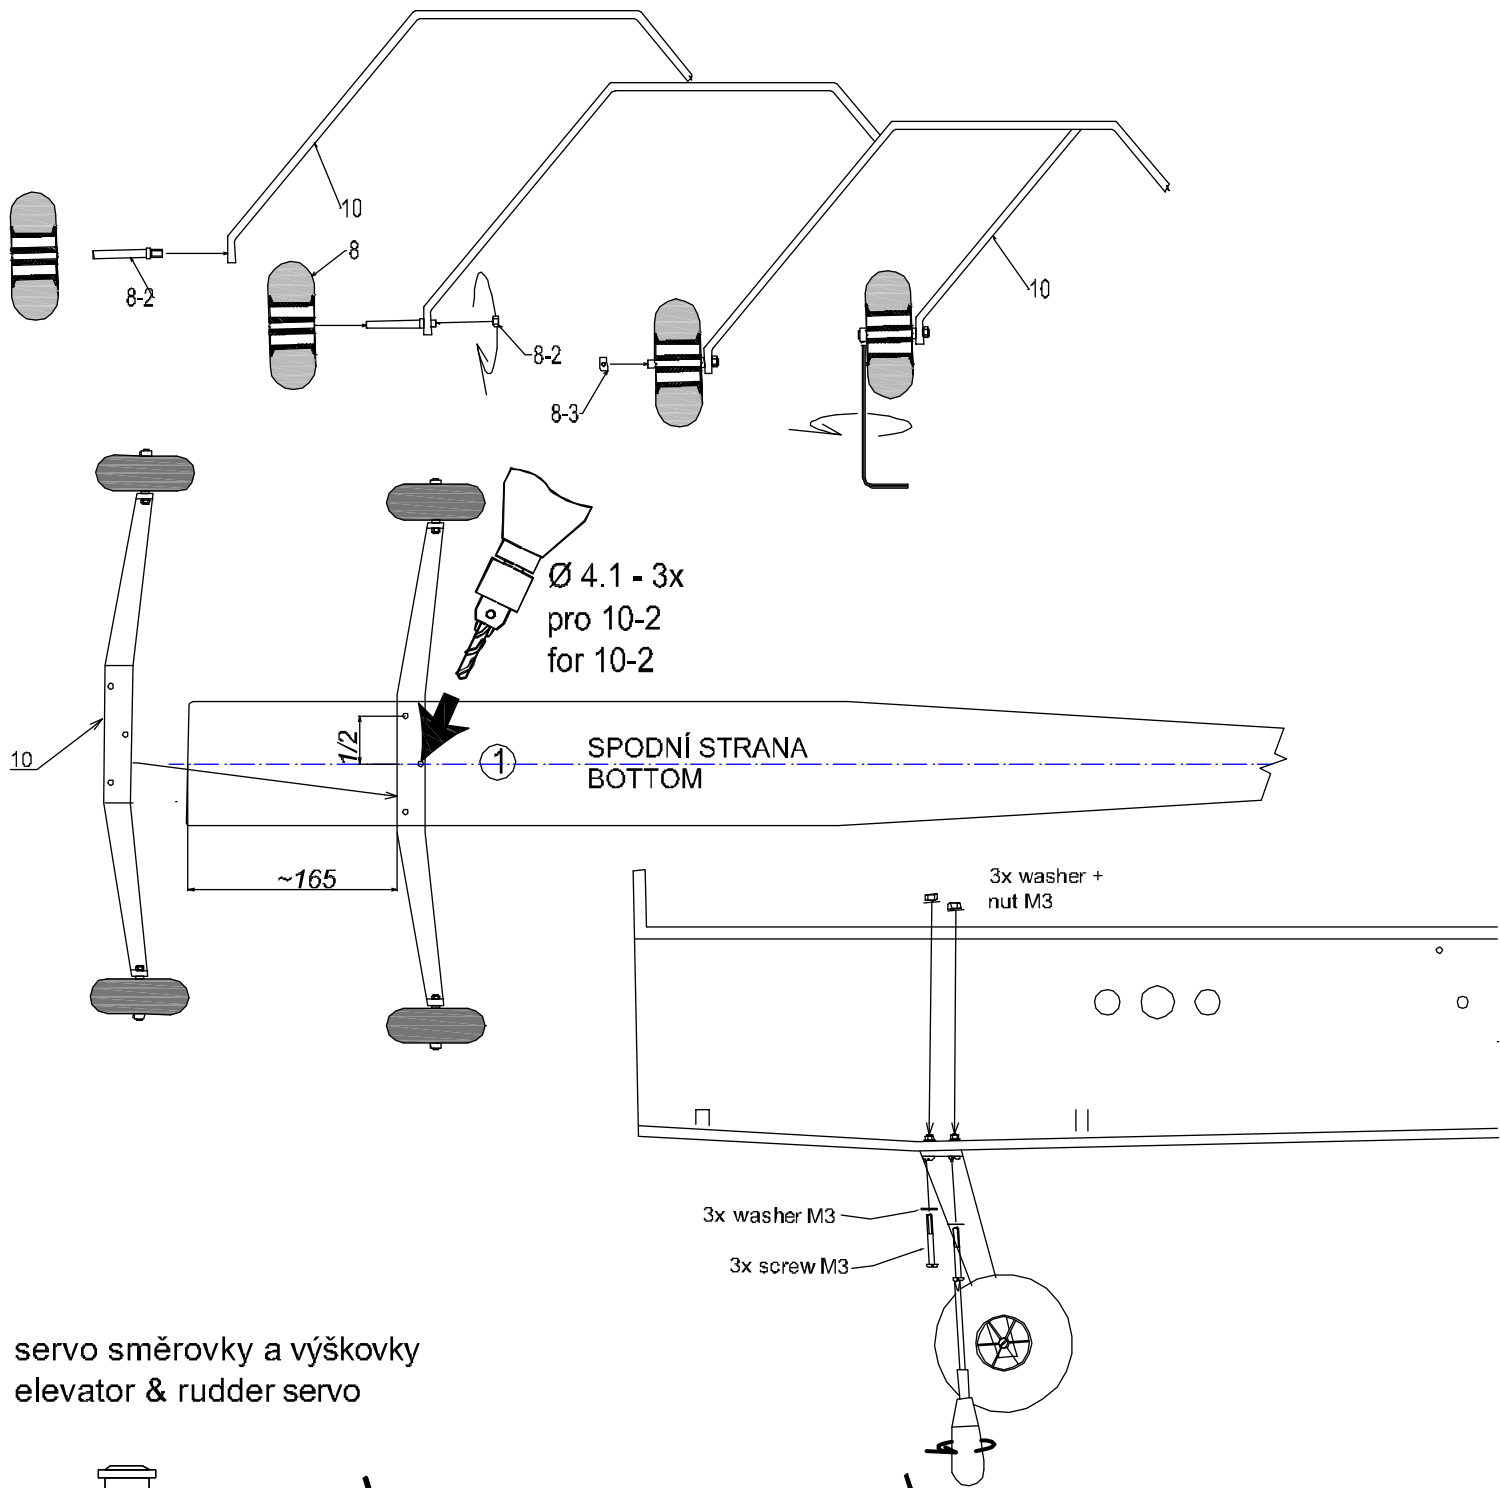 10
8
8-2
10
8-2
8-3
Ø 4.1 - 3x
pro 10-2
for 10-2
1/2
1
SPODNÍ STRANA
BOTTOM
10
~165
3x washer +
nut M3
3x washer M3
3x screw M3
servo směrovky a výškovky
elevator & rudder servo